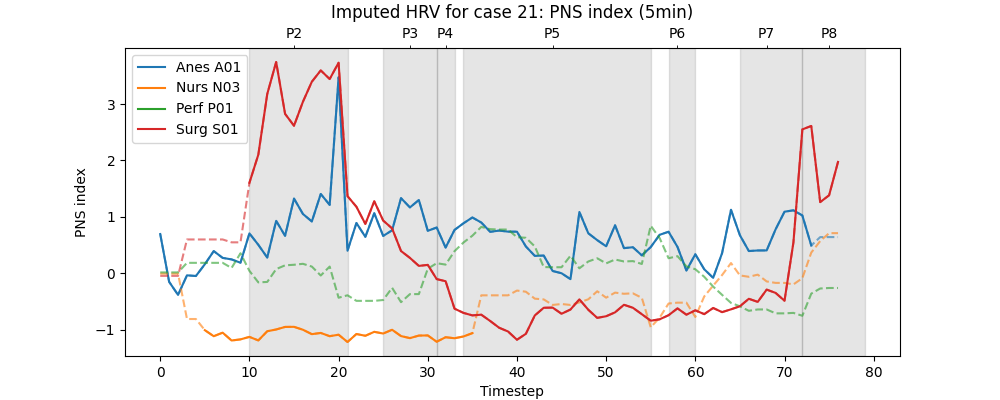 Imputed HRV for case 21: PNS index (5min)
P2 P3 P4 P5 P6 P7 P8
Anes A01
Nurs N03
Perf P01
Surg S01
PNS index
3
2
1
0
−1
0 10 20 30 40 50 60 70 80
Timestep